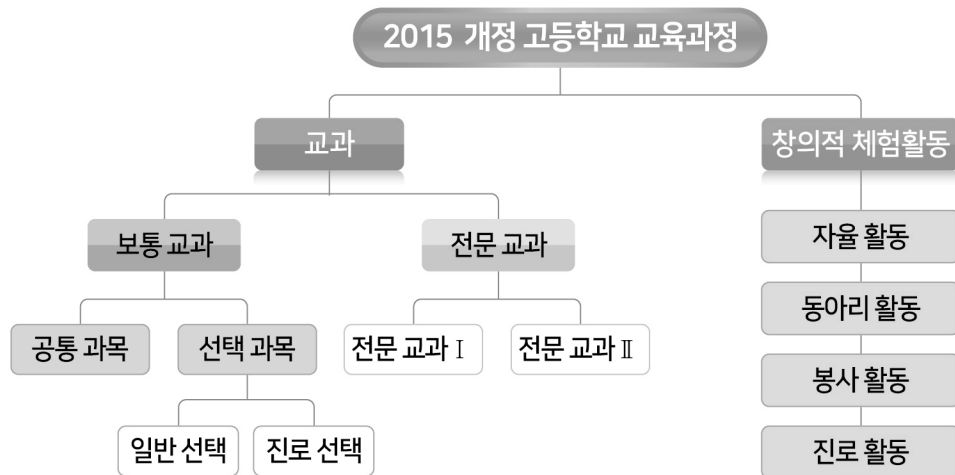 2015 개정 고등학교 교육과정
교과
창의적 체험활동
보통 교과
전문 교과
자율 활동
동아리 활동
공통 과목
선택 과목
전문 교과 Ⅰ
전문 교과 Ⅱ
봉사 활동
일반 선택
진로 선택
진로 활동